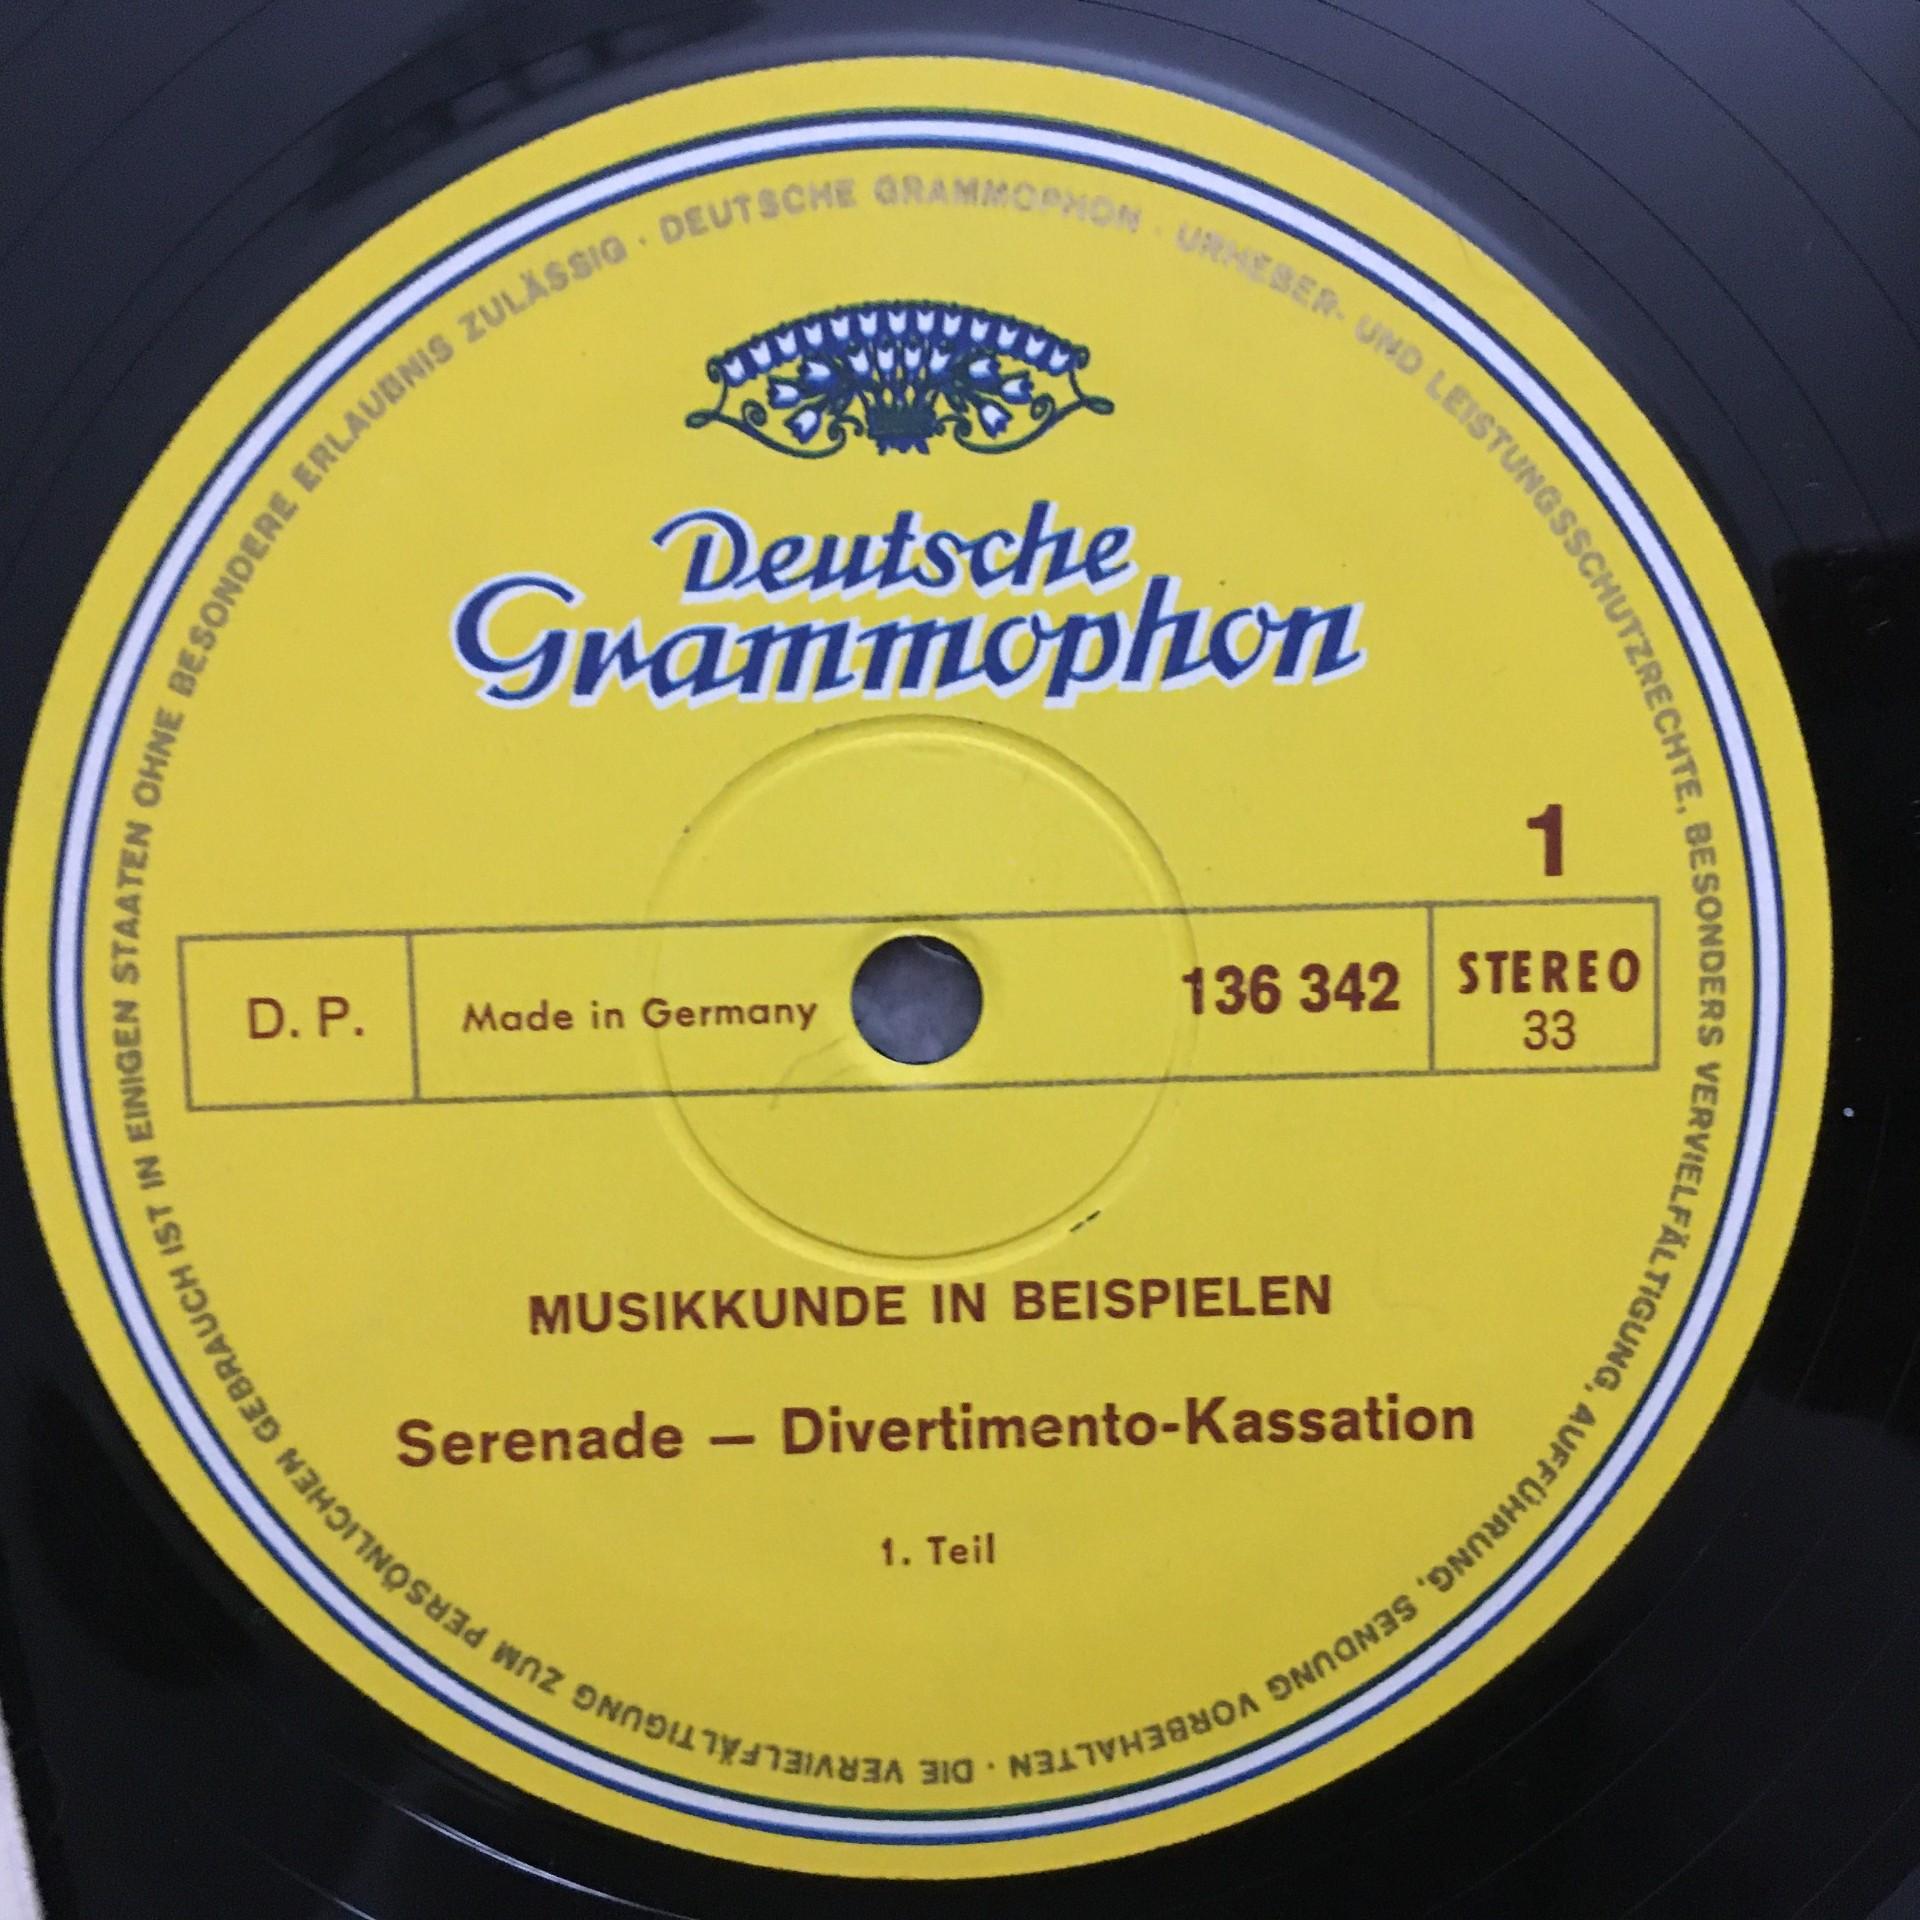 DEUTSCHE GRAMMOPHON · URHEBER- UND LEISTUNGSSCHUTZRECHTE, BESONDERS VERVIELFÄLTIGUNG, AUFFÜHRUNG, SENDUNG VORBEHALTEN · DIE VERVIELFÄLTIGUNG ZUM PERSÖNLICHEN GEBRAUCH IST IN EINIGEN STAATEN OHNE BESONDERE ERLAUBNIS ZULÄSSIG ·
Deutsche
Grammophon
1
D. P. Made in Germany 136 342 STEREO
33
MUSIKKUNDE IN BEISPIELEN
Serenade — Divertimento-Kassation
1. Teil